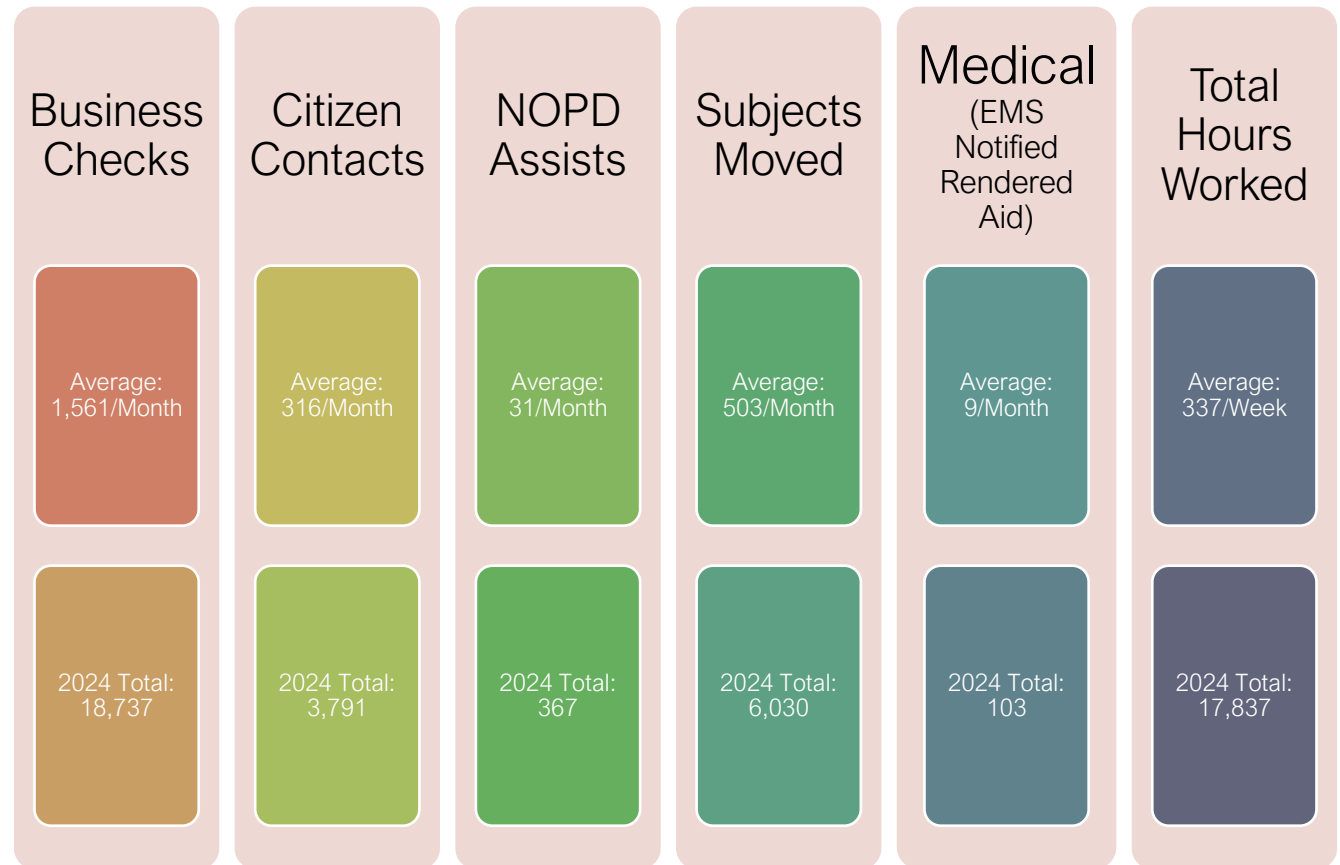 Business
Checks
Average:
1,561/Month
2024 Total:
18,737
Citizen
Contacts
Average:
316/Month
2024 Total:
3,791
NOPD
Assists
Average:
31/Month
2024 Total:
367
Subjects
Moved
Average:
503/Month
2024 Total:
6,030
Medical
(EMS
Notified
Rendered
Aid)
Average:
9/Month
2024 Total:
103
Total
Hours
Worked
Average:
337/Week
2024 Total:
17,837